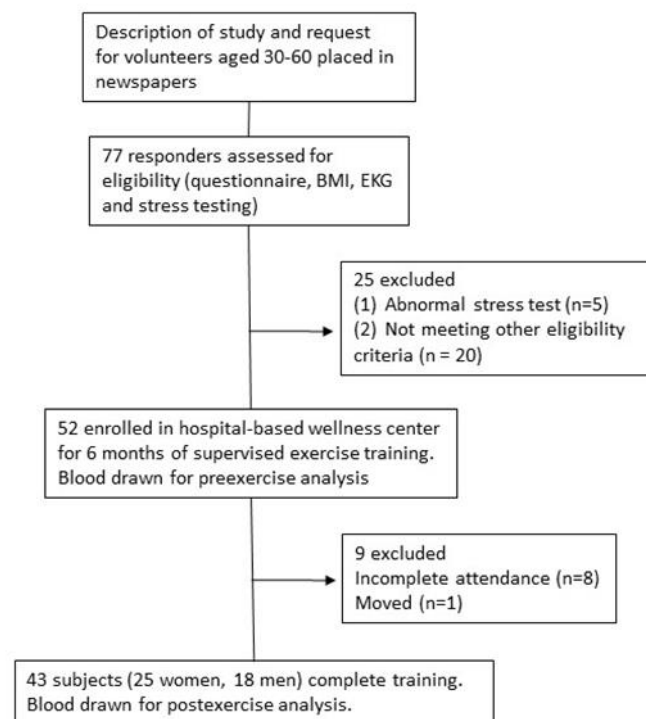 Description of study and request
for volunteers aged 30-60 placed in
newspapers
77 responders assessed for
eligibility (questionnaire, BMI, EKG
and stress testing)
25 excluded
(1) Abnormal stress test (n=5)
(2) Not meeting other eligibility
criteria (n = 20)
52 enrolled in hospital-based wellness center
for 6 months of supervised exercise training.
Blood drawn for preexercise analysis
9 excluded
Incomplete attendance (n=8)
Moved (n=1)
43 subjects (25 women, 18 men) complete training.
Blood drawn for postexercise analysis.